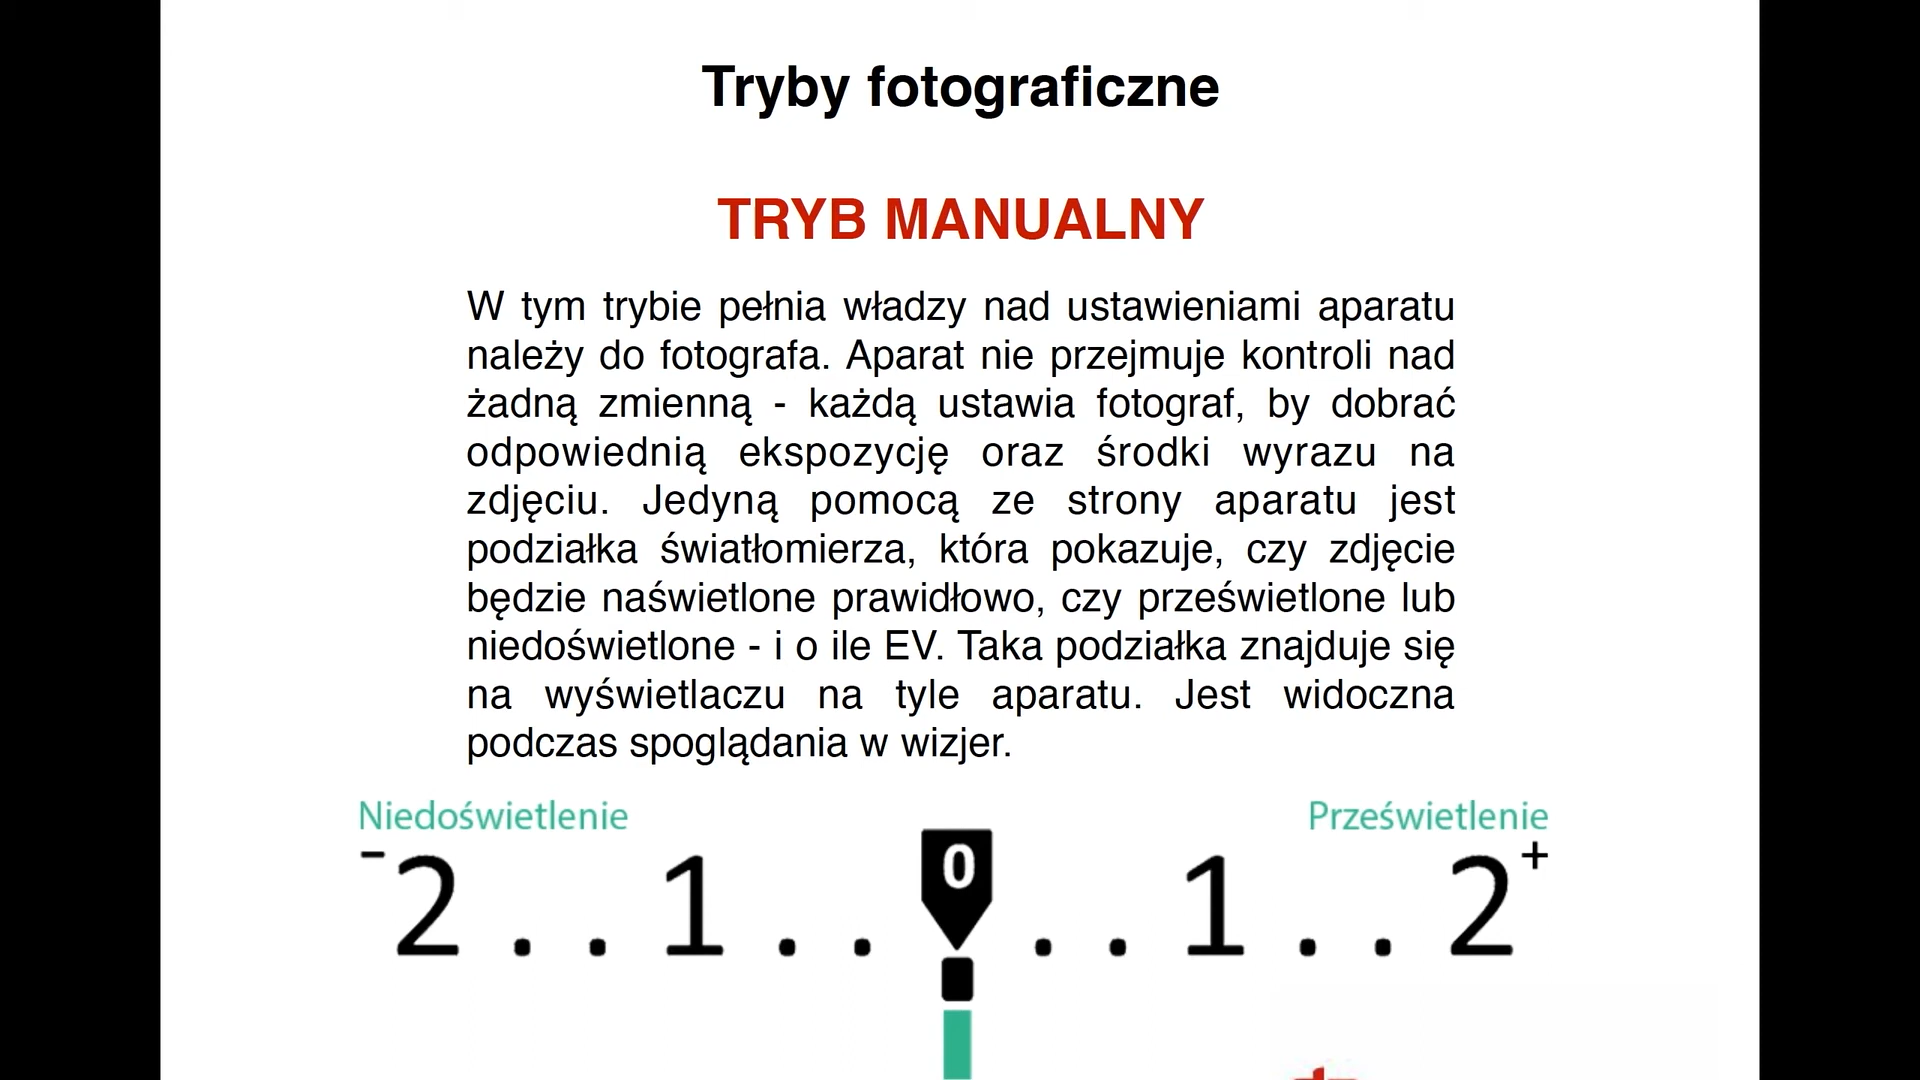 Tryby fotograficzne
TRYB MANUALNY
W tym trybie pełnia władzy nad ustawieniami aparatu
należy do fotografa. Aparat nie przejmuje kontroli nad
żadną zmienną - każdą ustawia fotograf, by dobrać
odpowiednią ekspozycję oraz środki wyrazu na
zdjęciu. Jedyną pomocą ze strony aparatu jest
podziałka światłomierza, która pokazuje, czy zdjęcie
będzie naświetlone prawidłowo, czy prześwietlone lub
niedoświetlone - i o ile EV. Taka podziałka znajduje się
na wyświetlaczu na tyle aparatu. Jest widoczna
podczas spoglądania w wizjer.
Niedoświetlenie Prześwietlenie
-2 . . 1 . . 0 . . 1 . . 2+